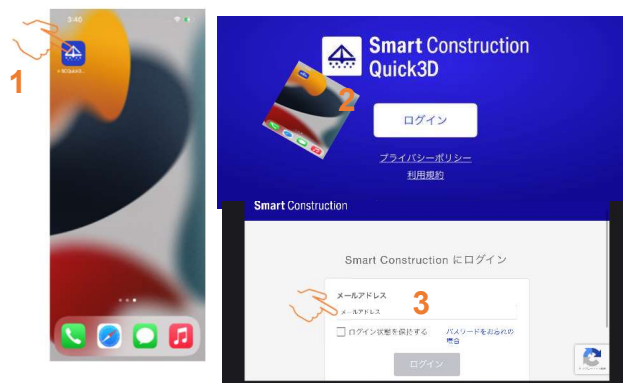 1
3:46
2
Smart Construction
Quick3D
ログイン
プライバシーポリシー
利用規約
Smart Construction
Smart Construction にログイン
3
メールアドレス
メールアドレス
ログイン状態を保持する
パスワードをお忘れの
場合
ログイン